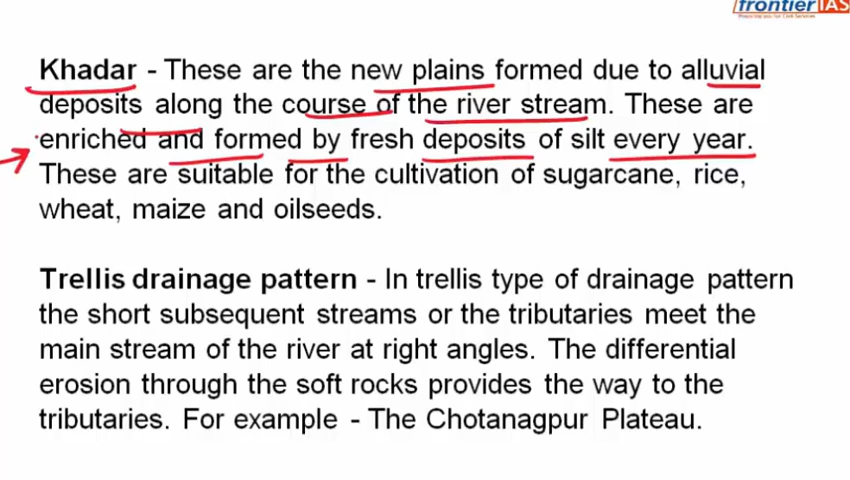 frontier IAS
Khadar - These are the new plains formed due to alluvial
deposits along the course of the river stream. These are
enriched and formed by fresh deposits of silt every year.
These are suitable for the cultivation of sugarcane, rice,
wheat, maize and oilseeds.
Trellis drainage pattern - In trellis type of drainage pattern
the short subsequent streams or the tributaries meet the
main stream of the river at right angles. The differential
erosion through the soft rocks provides the way to the
tributaries. For example - The Chotanagpur Plateau.